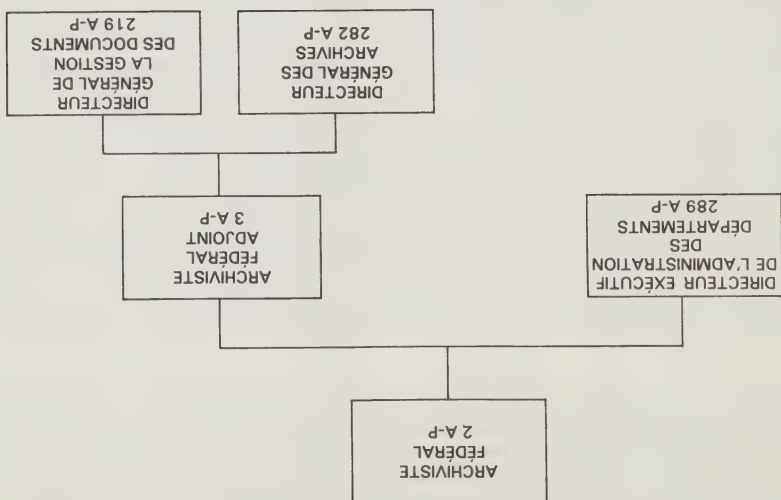 ARCHIVISTE
FÉDÉRAL
2 A-P
DIRECTEUR EXÉCUTIF
DE L'ADMINISTRATION
DES
DÉPARTEMENTS
289 A-P
ARCHIVISTE
FÉDÉRAL
ADJOINT
3 A-P
DIRECTEUR
GÉNÉRAL DES
ARCHIVES
282 A-P
DIRECTEUR
GÉNÉRAL DE
LA GESTION
DES DOCUMENTS
219 A-P